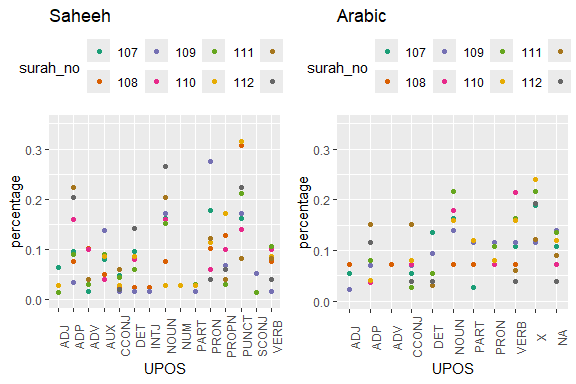 Saheeh
surah_no
107 109 111
108 110 112
percentage
0.3
0.2
0.1
0.0
ADJ
ADP
ADV
AUX
CCONJ
DET
INTJ
NOUN
NUM
PART
PRON
PROPN
PUNCT
SCONJ
VERB
UPOS
Arabic
surah_no
107 109 111
108 110 112
percentage
0.3
0.2
0.1
0.0
ADJ
ADP
ADV
CCONJ
DET
NOUN
PART
PRON
VERB
X
NA
UPOS